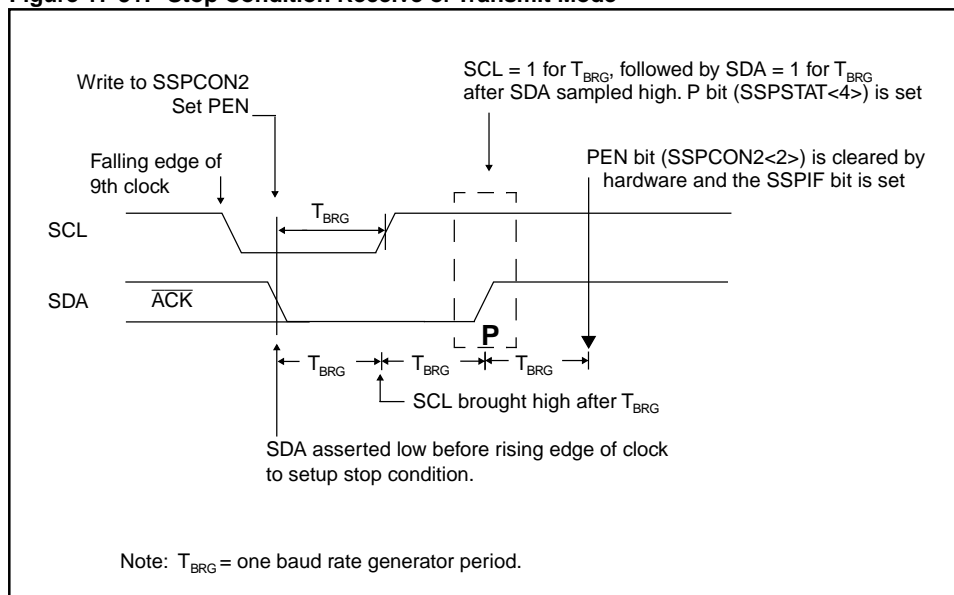 Stop Condition Receive or Transmit Mode
Write to SSPCON2
Set PEN
SCL = 1 for TBRG, followed by SDA = 1 for TBRG
after SDA sampled high. P bit (SSPSTAT<4>) is set
Falling edge of
9th clock
PEN bit (SSPCON2<2>) is cleared by
hardware and the SSPIF bit is set
TBRG
SCL
SDA
ACK
P
TBRG
TBRG
TBRG
SCL brought high after TBRG
SDA asserted low before rising edge of clock
to setup stop condition.
Note: TBRG = one baud rate generator period.